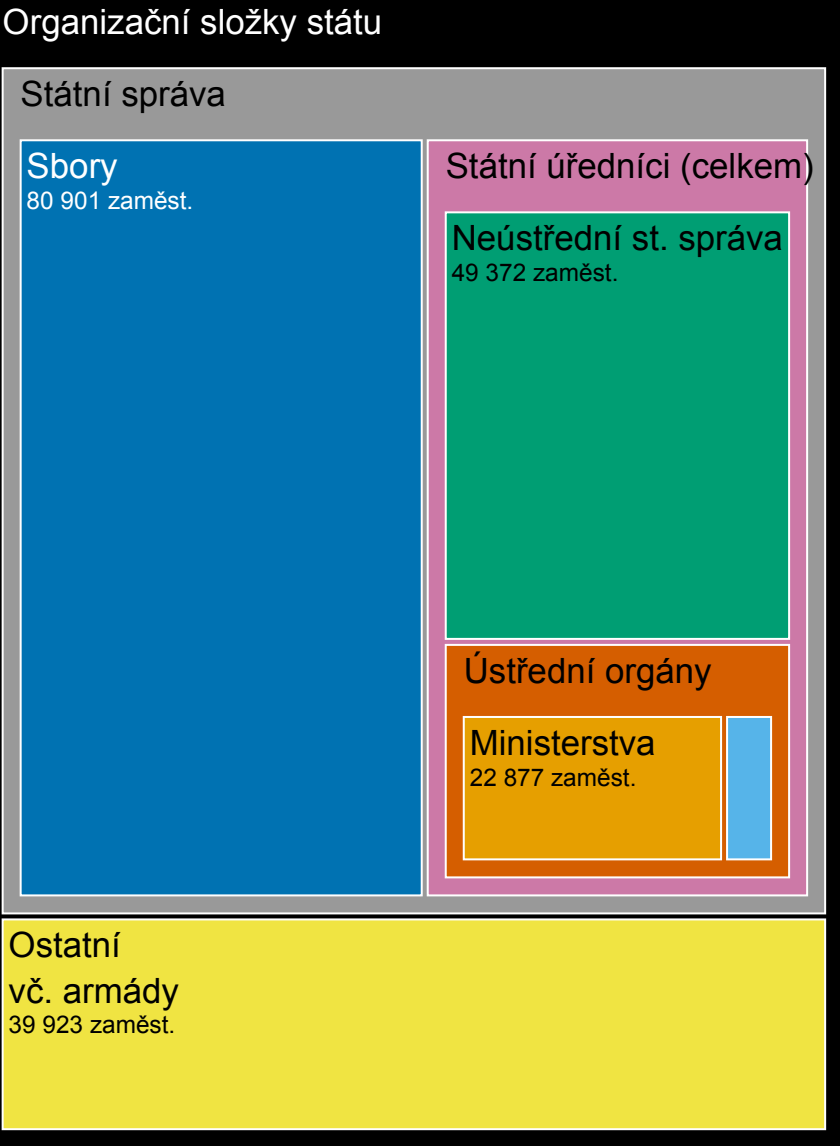 Organizační složky státu
Státní správa
Sbory
80 901 zaměst.
Státní úředníci (celkem)
Neústřední st. správa
49 372 zaměst.
Ústřední orgány
Ministerstva
22 877 zaměst.
Ostatní
vč. armády
39 923 zaměst.